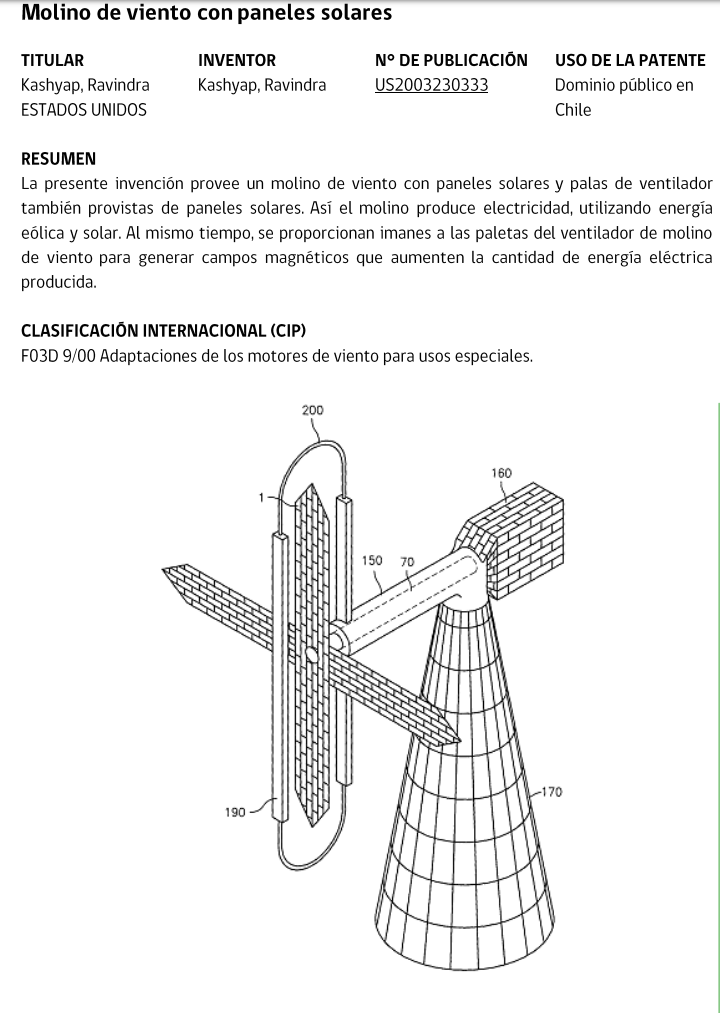 Molino de viento con paneles solares
TITULAR
Kashyap, Ravindra
ESTADOS UNIDOS
INVENTOR
Kashyap, Ravindra
N° DE PUBLICACIÓN
US2003230333
USO DE LA PATENTE
Dominio público en
Chile
RESUMEN
La presente invención provee un molino de viento con paneles solares y palas de ventilador
también provistas de paneles solares. Así el molino produce electricidad, utilizando energía
eólica y solar. Al mismo tiempo, se proporcionan imanes a las paletas del ventilador de molino
de viento para generar campos magnéticos que aumenten la cantidad de energía eléctrica
producida.
CLASIFICACIÓN INTERNACIONAL (CIP)
F03D 9/00 Adaptaciones de los motores de viento para usos especiales.
200
160
1
150 70
190
170